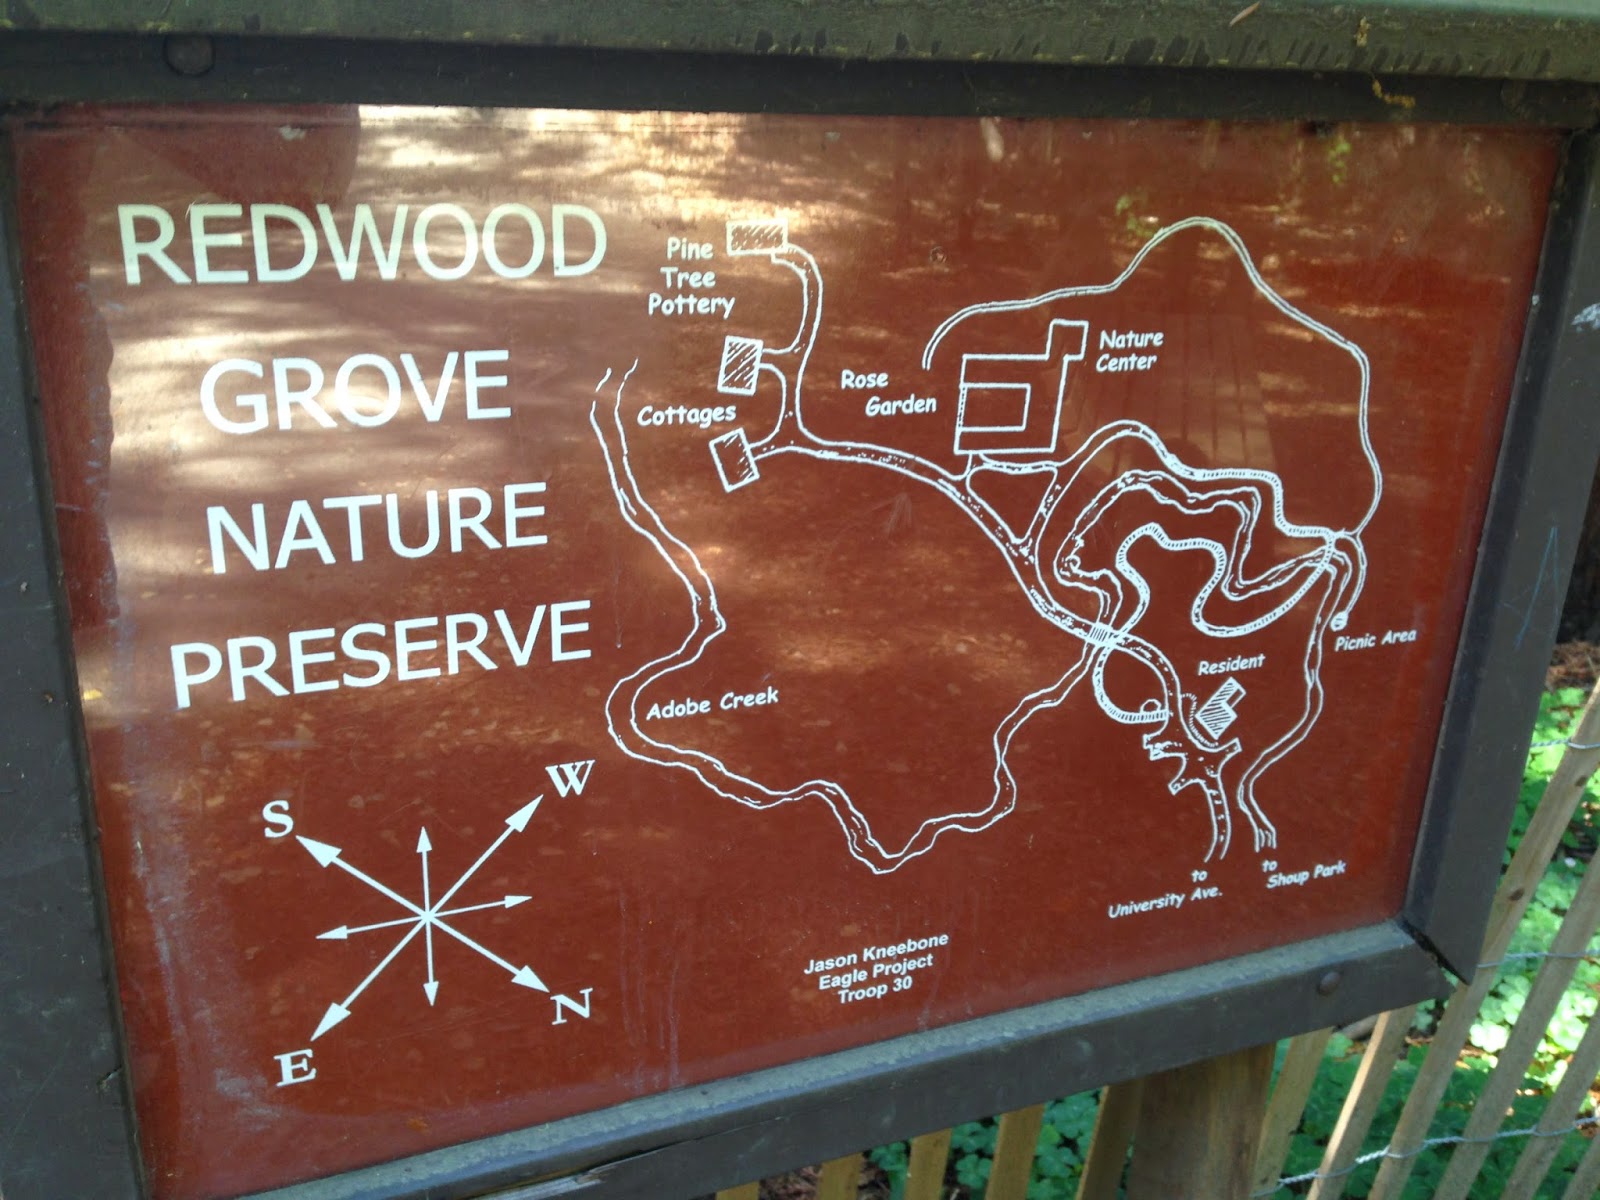 REDWOOD
GROVE
NATURE
PRESERVE
Pine
Tree
Pottery
Cottages
Rose
Garden
Nature
Center
Adobe Creek
Picnic Area
Resident
to
University Ave.
to
Shoup Park
S
W
E
N
Jason Kneebone
Eagle Project
Troop 30